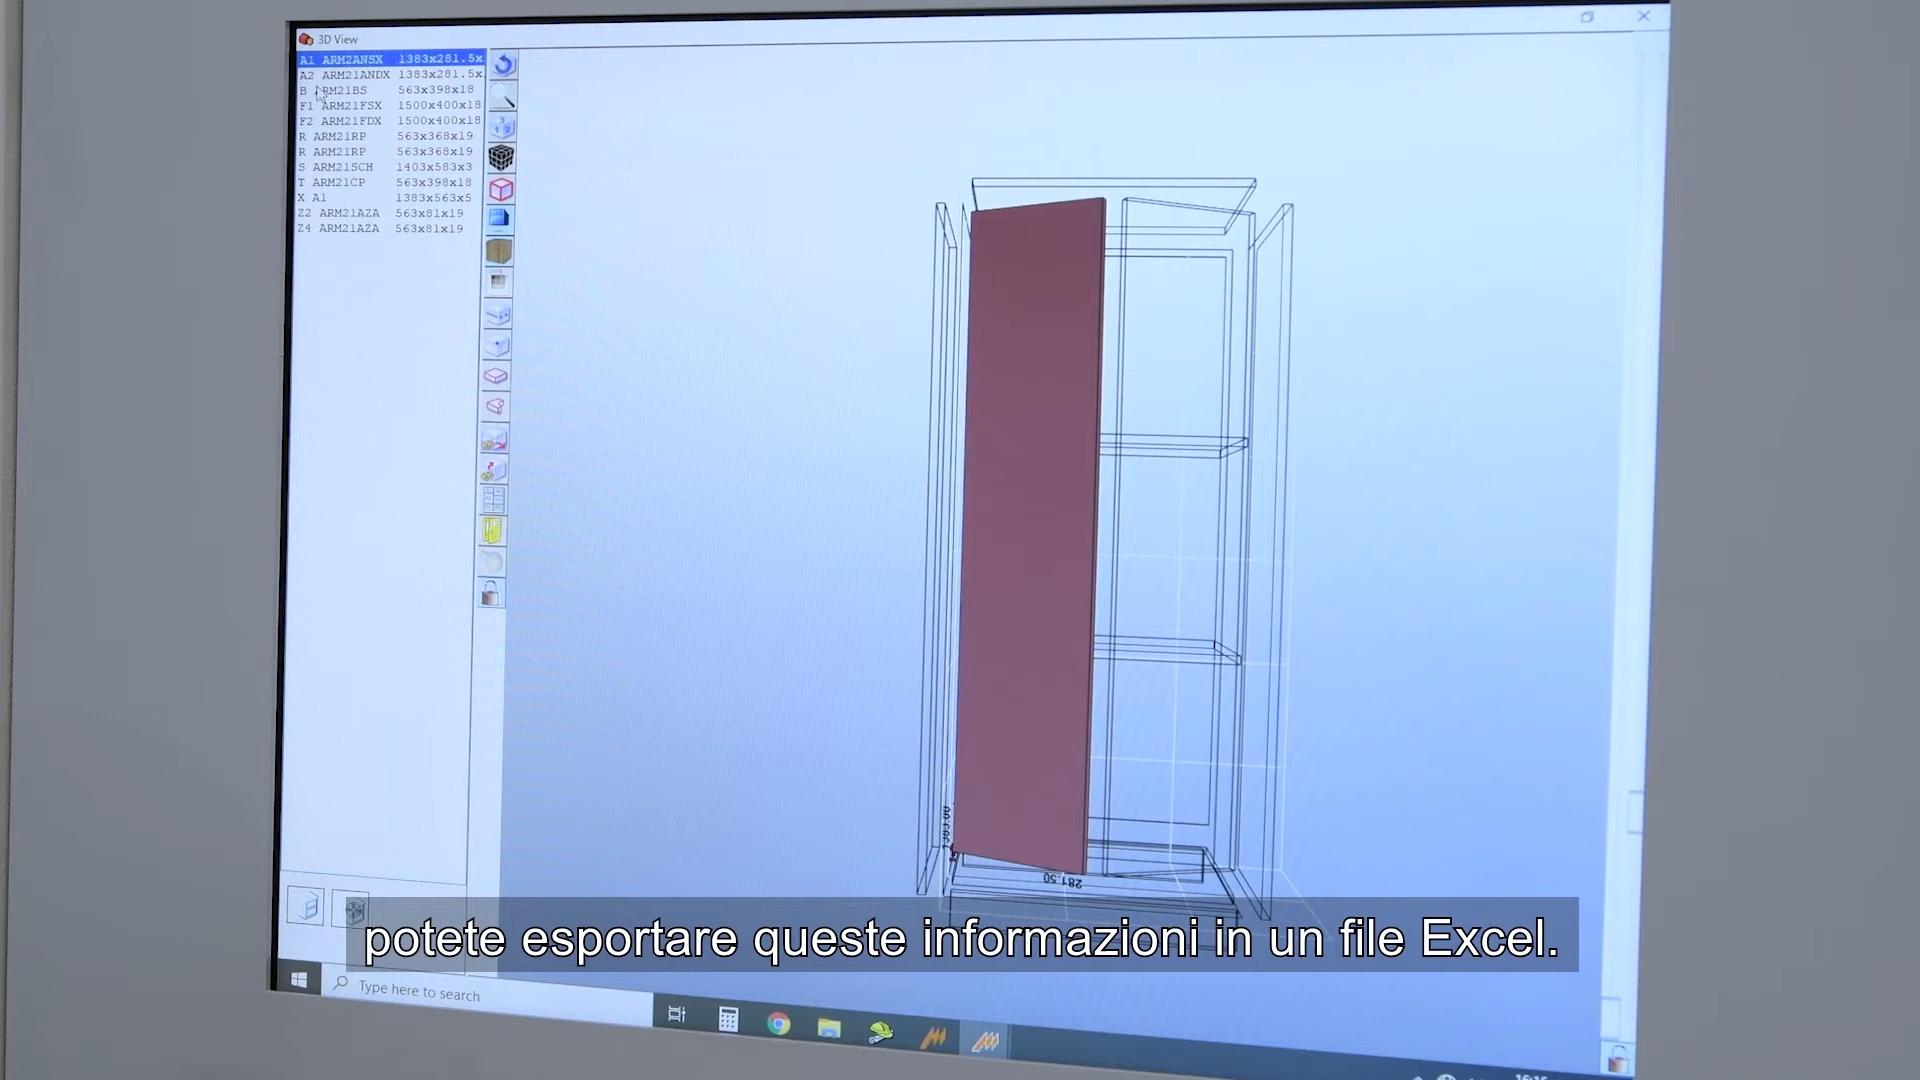 3D View
A1 ARM2ANSX 1383x281.5x
A2 ARM21ANDX 1383x281.5x
B ARM21BS 563x398x18
F1 ARM21FSX 1500x400x18
F2 ARM21FDX 1500x400x18
R ARM21RP 563x368x19
R ARM21RP 563x368x19
S ARM21SCH 1403x583x3
T ARM21CP 563x398x18
X A1 1383x563x5
Z2 ARM21AZA 563x81x19
Z4 ARM21AZA 563x81x19
281.50
potete esportare queste informazioni in un file Excel.
Type here to search